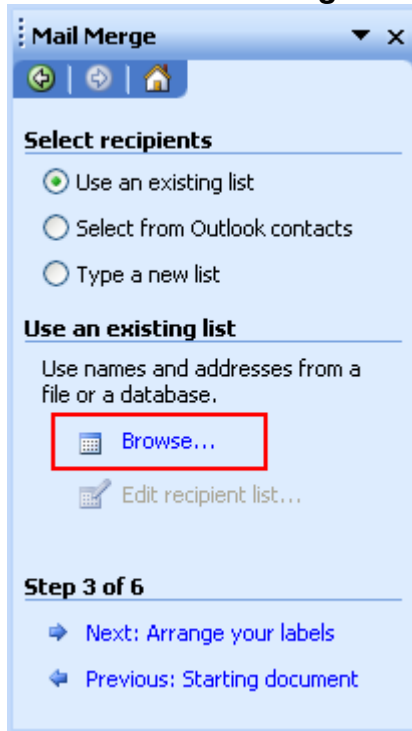 Mail Merge
Select recipients
Use an existing list
Select from Outlook contacts
Type a new list
Use an existing list
Use names and addresses from a
file or a database.
Browse...
Edit recipient list...
Step 3 of 6
Next: Arrange your labels
Previous: Starting document